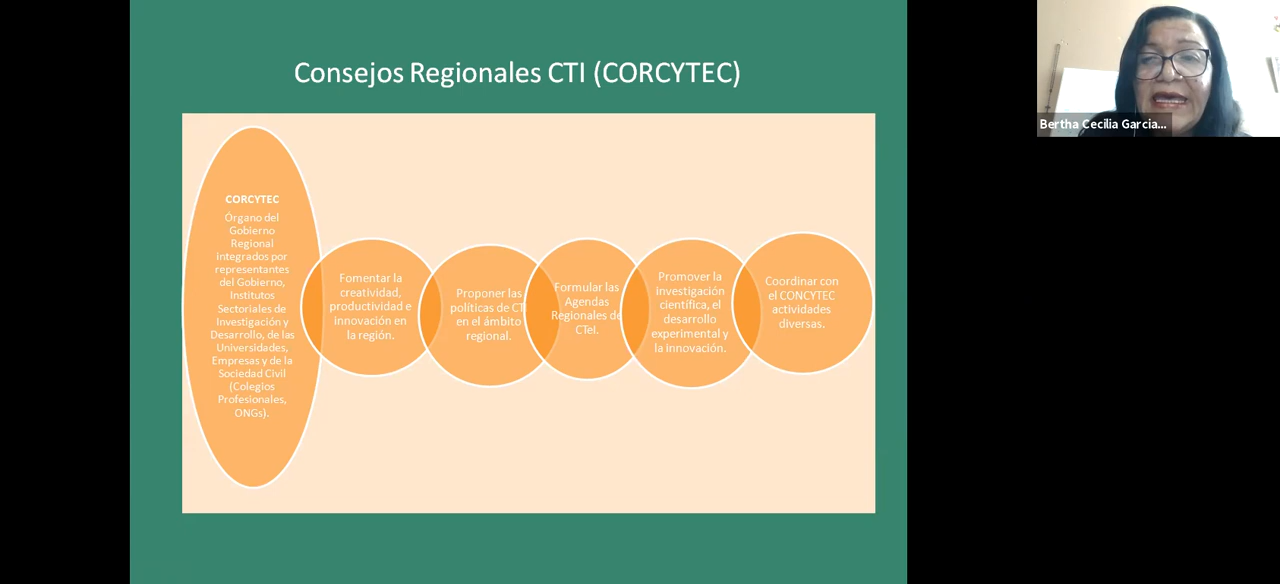 Consejos Regionales CTI (CORCYTEC)
CORCYTEC
Órgano del
Gobierno
Regional
integrados por
representantes
del Gobierno,
Institutos
Sectoriales de
Investigación y
Desarrollo, de las
Universidades,
Empresas y de la
Sociedad Civil
(Colegios
Profesionales,
ONGs).
Fomentar la
creatividad,
productividad e
innovación en
la región.
Proponer las
políticas de CTI
en el ámbito
regional.
Formular las
Agendas
Regionales de
CTeI.
Promover la
investigación
científica, el
desarrollo
experimental y
la innovación.
Coordinar con
el CONCYTEC
actividades
diversas.
Bertha Cecilia Garcia...